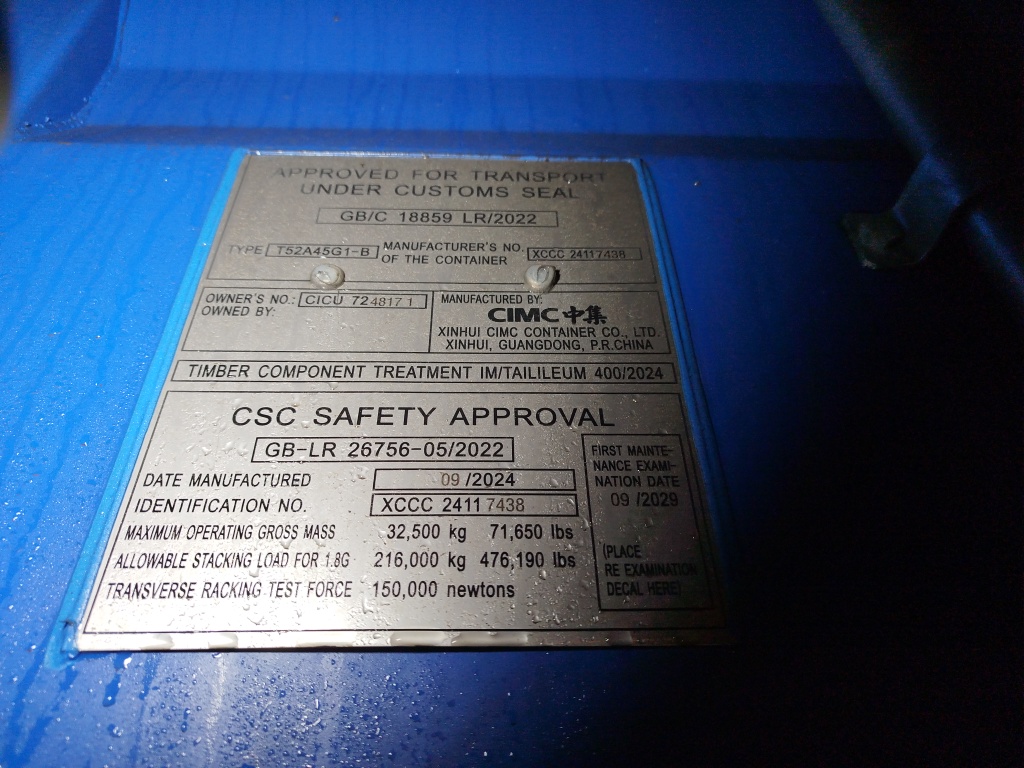 APPROVED FOR TRANSPORT
UNDER CUSTOMS SEAL
GB/C 18859 LR/2022
TYPE T52A45G1-B MANUFACTURER'S NO. OF THE CONTAINER XCCC 24117438
OWNER'S NO.: CICU 724817 1
OWNED BY:
MANUFACTURED BY:
CIMC 中集
XINHUI CIMC CONTAINER CO., LTD.
XINHUI, GUANGDONG, P.R.CHINA
TIMBER COMPONENT TREATMENT IM/TAILILEUM 400/2024
CSC SAFETY APPROVAL
GB-LR 26756-05/2022
DATE MANUFACTURED 09 /2024
IDENTIFICATION NO. XCCC 2411 7438
MAXIMUM OPERATING GROSS MASS 32,500 kg 71,650 lbs
ALLOWABLE STACKING LOAD FOR 1.8G 216,000 kg 476,190 lbs
TRANSVERSE RACKING TEST FORCE 150,000 newtons
FIRST MAINTE-
NANCE EXAMI-
NATION DATE
09 /2029
(PLACE
RE EXAMINATION
DECAL HERE)